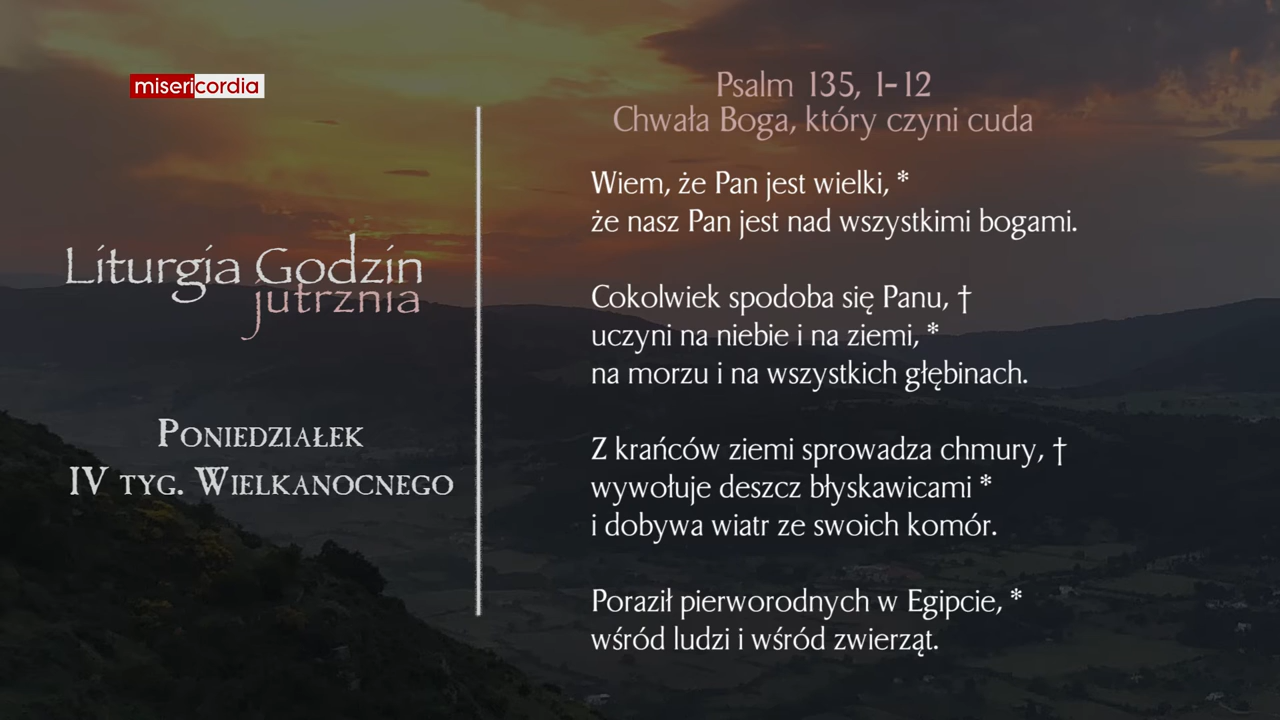 misericordia
Liturgia Godzin
jutrznia
Poniedziałek
IV tyg. Wielkanocnego
Psalm 135, 1-12
Chwała Boga, który czyni cuda
Wiem, że Pan jest wielki, *
że nasz Pan jest nad wszystkimi bogami.
Cokolwiek spodoba się Panu, †
uczyni na niebie i na ziemi, *
na morzu i na wszystkich głębinach.
Z krańców ziemi sprowadza chmury, †
wywołuje deszcz błyskawicami *
i dobywa wiatr ze swoich komór.
Poraził pierworodnych w Egipcie, *
wśród ludzi i wśród zwierząt.